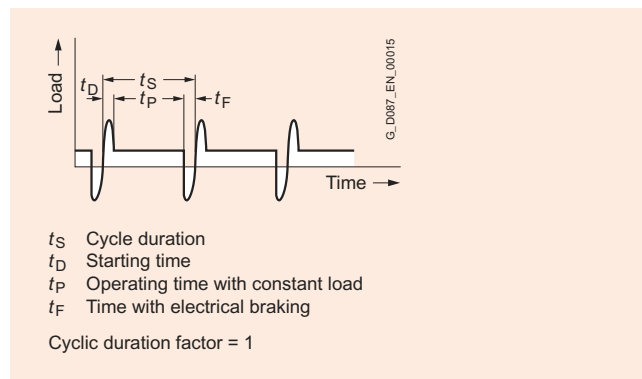 Load
tD
tS
tP
tF
G_D087_EN_00015
Time
tS Cycle duration
tD Starting time
tP Operating time with constant load
tF Time with electrical braking
Cyclic duration factor = 1